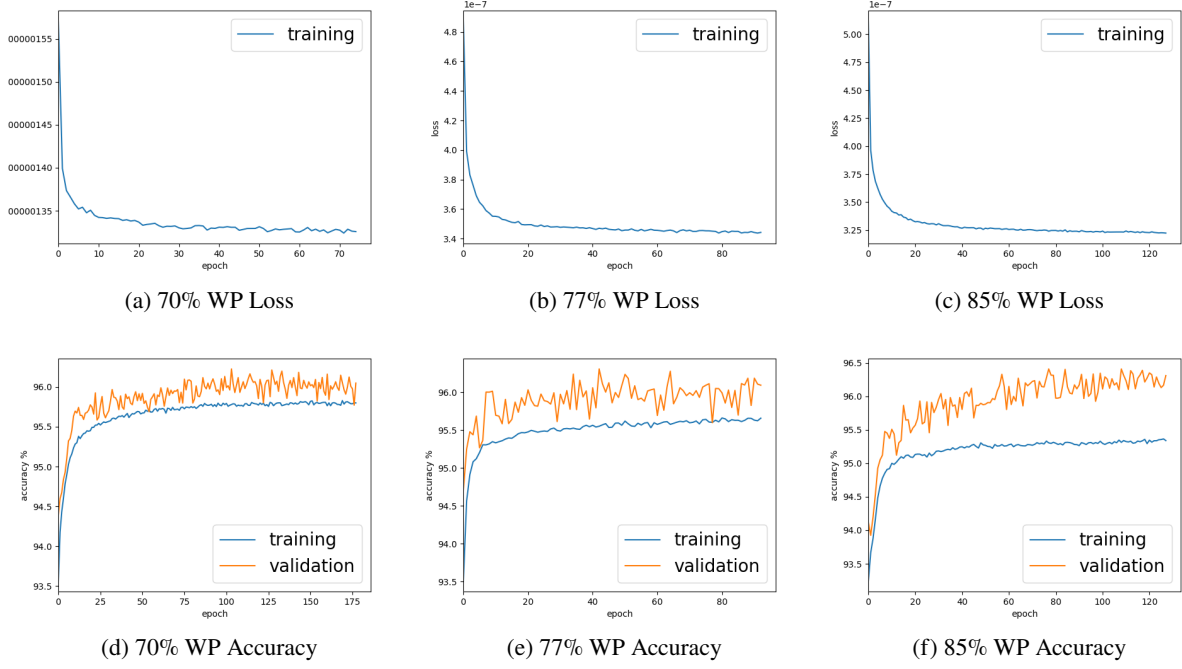 00000155
00000150
00000145
00000140
00000135
0 10 20 30 40 50 60 70
epoch
training
1e−7
4.8
4.6
4.4
4.2
4.0
3.8
3.6
3.4
loss
0 20 40 60 80
epoch
training
1e−7
5.00
4.75
4.50
4.25
4.00
3.75
3.50
3.25
loss
0 20 40 60 80 100 120
epoch
training
(a) 70% WP Loss
(b) 77% WP Loss
(c) 85% WP Loss
96.0
95.5
95.0
94.5
94.0
93.5
accuracy %
0 25 50 75 100 125 150 175
epoch
training
validation
96.0
95.5
95.0
94.5
94.0
93.5
accuracy %
0 20 40 60 80
epoch
training
validation
96.5
96.0
95.5
95.0
94.5
94.0
93.5
accuracy %
0 20 40 60 80 100 120
epoch
training
validation
(d) 70% WP Accuracy
(e) 77% WP Accuracy
(f) 85% WP Accuracy